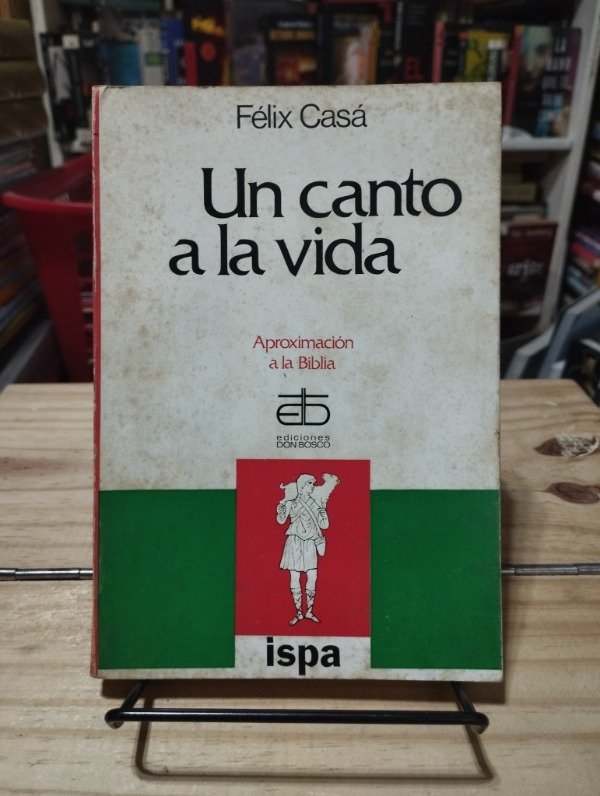 Félix Casá
Un canto
a la vida
Aproximación
a la Biblia
ediciones
DON BOSCO
ispa